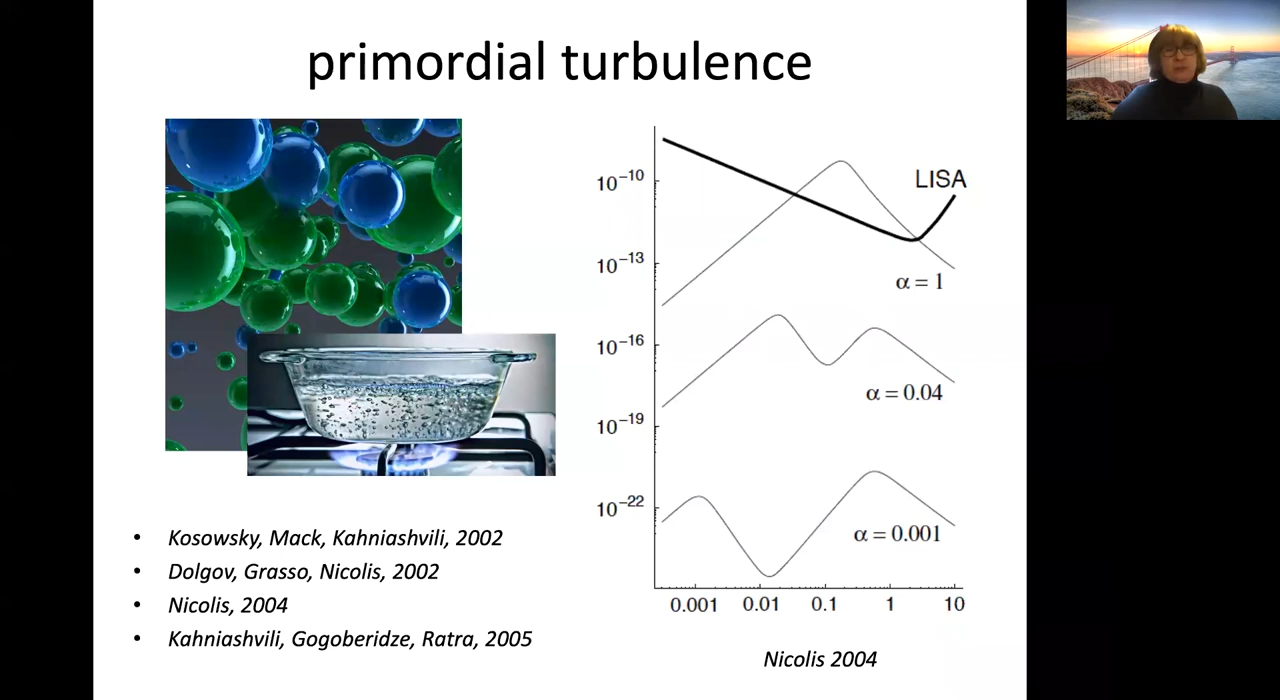 primordial turbulence
10⁻¹⁰
10⁻¹³
10⁻¹⁶
10⁻¹⁹
10⁻²²
LISA
α = 1
α = 0.04
α = 0.001
0.001 0.01 0.1 1 10
Nicolis 2004
• Kosowsky, Mack, Kahniashvili, 2002
• Dolgov, Grasso, Nicolis, 2002
• Nicolis, 2004
• Kahniashvili, Gogoberidze, Ratra, 2005